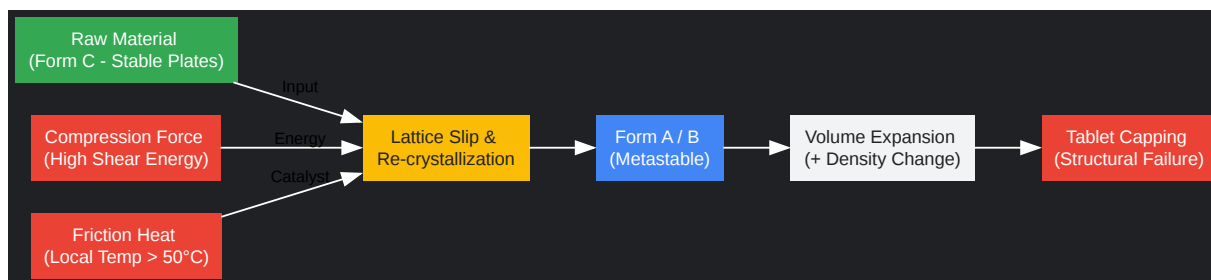 Raw Material
(Form C - Stable Plates)
Input
Compression Force
(High Shear Energy)
Energy
Friction Heat
(Local Temp > 50°C)
Catalyst
Lattice Slip &
Re-crystallization
Form A / B
(Metastable)
Volume Expansion
(+ Density Change)
Tablet Capping
(Structural Failure)